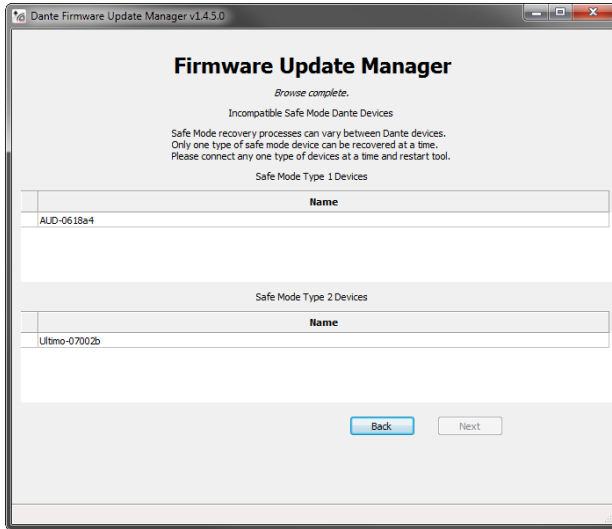 Dante Firmware Update Manager v1.4.5.0
Firmware Update Manager
Browse complete.
Incompatible Safe Mode Dante Devices
Safe Mode recovery processes can vary between Dante devices.
Only one type of safe mode device can be recovered at a time.
Please connect any one type of devices at a time and restart tool.
Safe Mode Type 1 Devices
Name
AUD-0618a4
Safe Mode Type 2 Devices
Name
Ultimo-07002b
Back Next